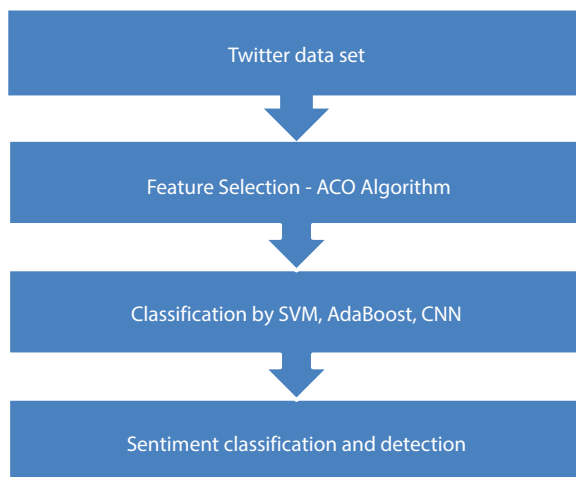 Twitter data set
Feature Selection - ACO Algorithm
Classification by SVM, AdaBoost, CNN
Sentiment classification and detection